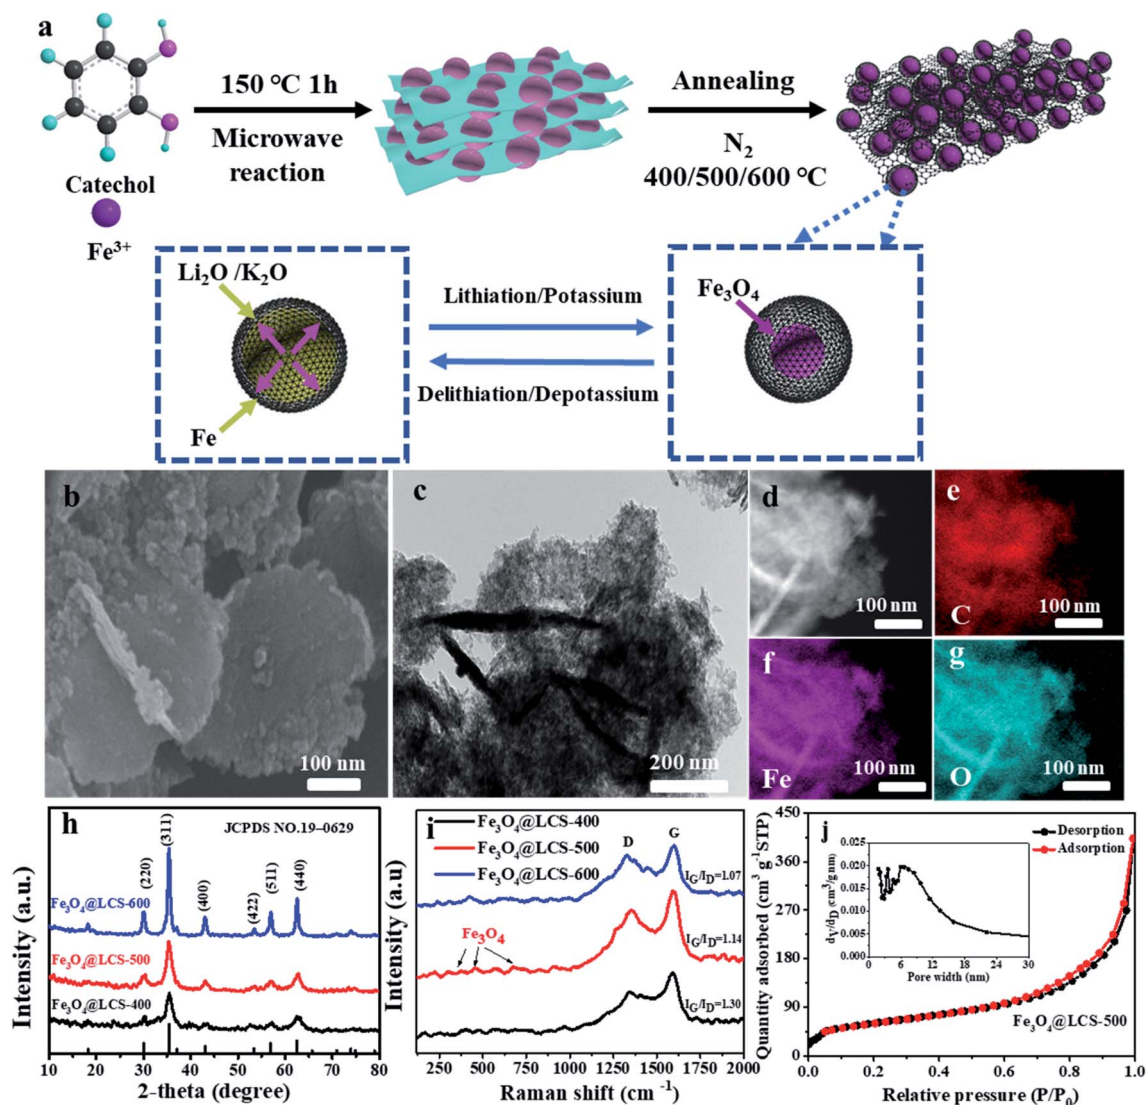 a
150 °C 1h
Microwave
reaction
Annealing
N2
400/500/600 °C
Catechol
Fe3+
Li2O /K2O
Fe
Lithiation/Potassium
Delithiation/Depotassium
Fe3O4
b
100 nm
c
200 nm
d
100 nm
e
C
100 nm
f
Fe
100 nm
g
O
100 nm
h
JCPDS NO.19–0629
(220)
(311)
(400)
(422)
(511)
(440)
Fe3O4@LCS-600
Fe3O4@LCS-500
Fe3O4@LCS-400
Intensity (a.u.)
10 20 30 40 50 60 70 80
2-theta (degree)
i
Fe3O4@LCS-400
Fe3O4@LCS-500
Fe3O4@LCS-600
D
G
IG/ID=1.07
Fe3O4
IG/ID=1.14
IG/ID=1.30
Intensity (a.u)
250 500 750 1000 1250 1500 1750 2000
Raman shift (cm-1)
j
Desorption
Adsorption
Quantity adsorbed (cm3 g-1STP)
450
360
270
180
90
0
dV/dD (cm3/g nm)
0.025
0.020
0.015
0.010
0.005
0.000
0 6 12 18 24 30
Pore width (nm)
Fe3O4@LCS-500
0.0 0.2 0.4 0.6 0.8 1.0
Relative pressure (P/P0)